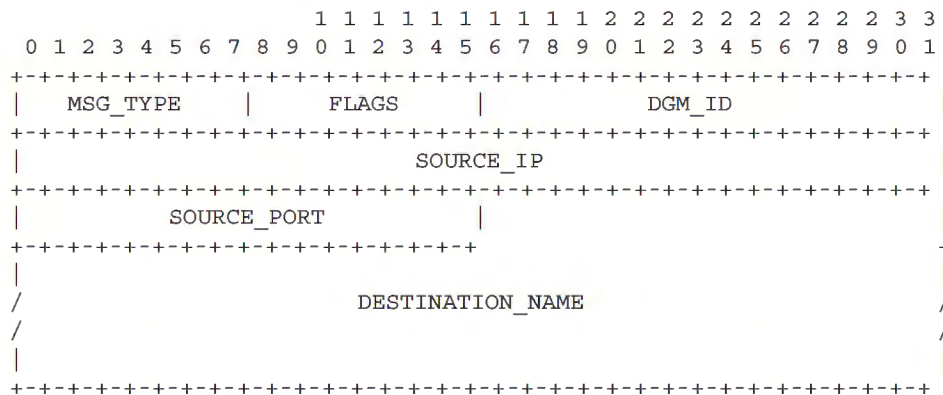 1 1 1 1 1 1 1 1 1 1 2 2 2 2 2 2 2 2 2 2 3 3
 0 1 2 3 4 5 6 7 8 9 0 1 2 3 4 5 6 7 8 9 0 1 2 3 4 5 6 7 8 9 0 1
+-+-+-+-+-+-+-+-+-+-+-+-+-+-+-+-+-+-+-+-+-+-+-+-+-+-+-+-+-+-+-+-+
| MSG_TYPE | FLAGS | DGM_ID
+-+-+-+-+-+-+-+-+-+-+-+-+-+-+-+-+-+-+-+-+-+-+-+-+-+-+-+-+-+-+-+-+
| SOURCE_IP
+-+-+-+-+-+-+-+-+-+-+-+-+-+-+-+-+-+-+-+-+-+-+-+-+-+-+-+-+-+-+-+-+
| SOURCE_PORT |
+-+-+-+-+-+-+-+-+-+-+-+-+-+-+-+-+
|
/ DESTINATION_NAME /
/ /
|
+-+-+-+-+-+-+-+-+-+-+-+-+-+-+-+-+-+-+-+-+-+-+-+-+-+-+-+-+-+-+-+-+